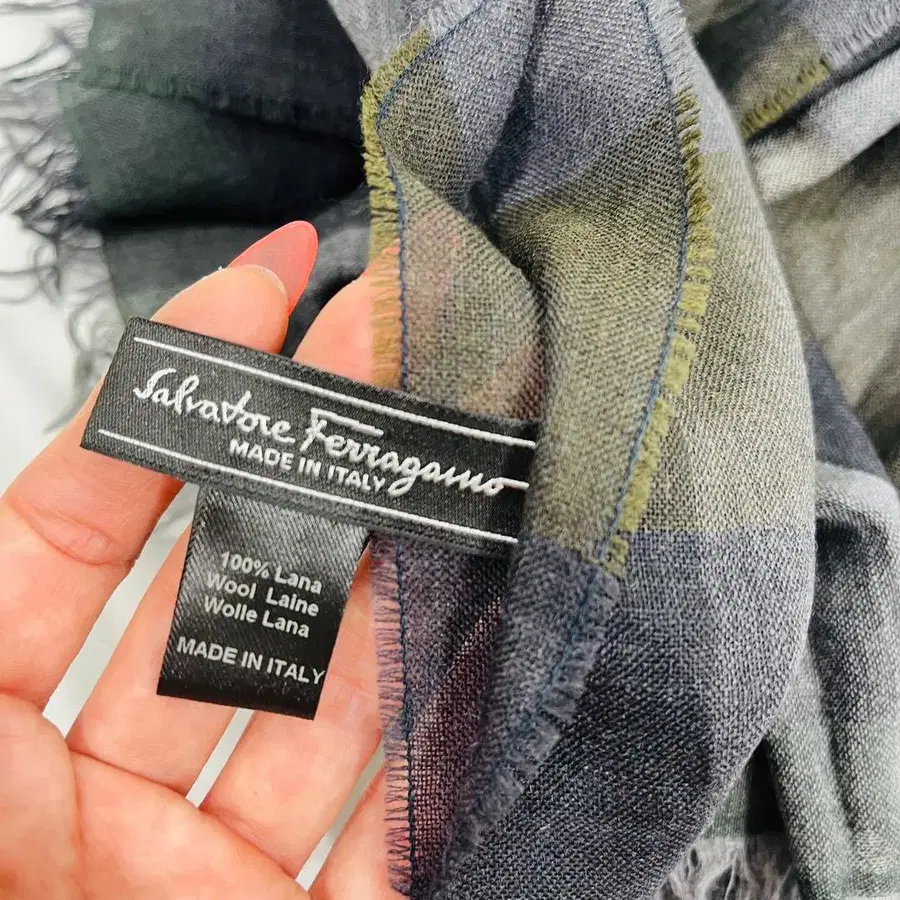 Salvatore Ferragamo
MADE IN ITALY
100% Lana
Wool Laine
Wolle Lana
MADE IN ITALY